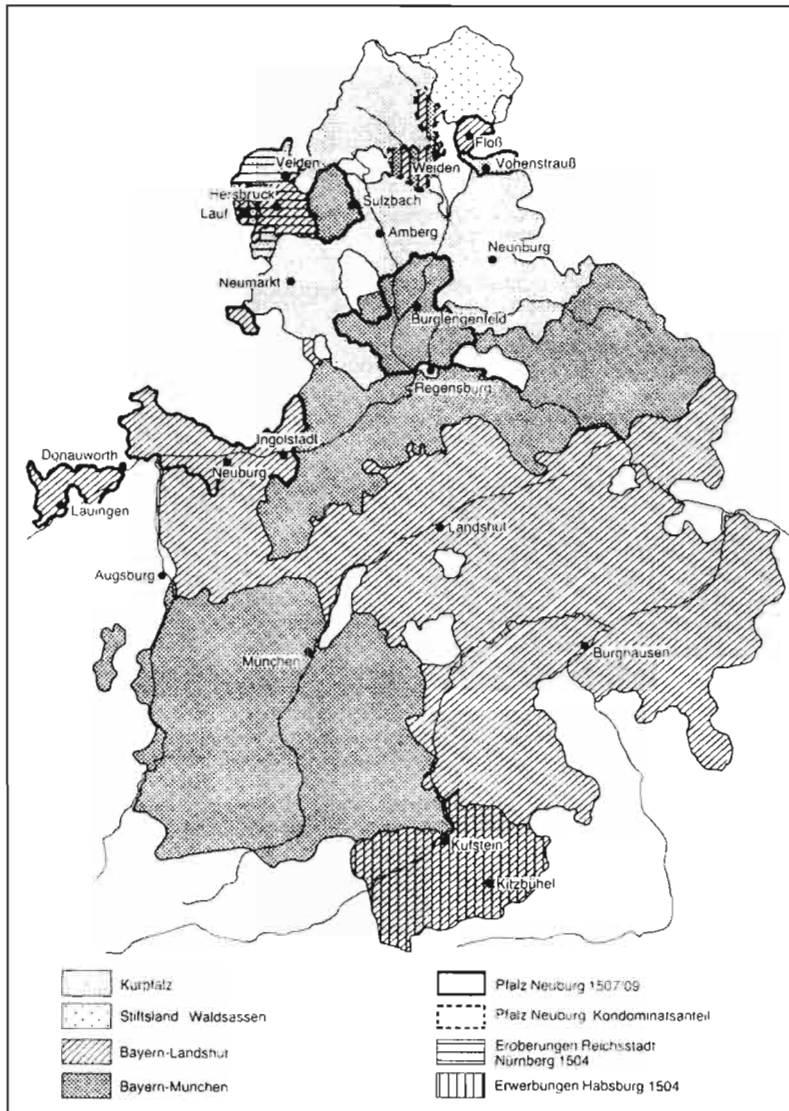 Floß
Velden
Weiden
Vohenstrauß
Hersbruck
Sulzbach
Lauf
Amberg
Neunburg
Neumarkt
Burglengenfeld
Regensburg
Ingolstadt
Donauworth
Neuburg
Lauingen
Landshut
Augsburg
Munchen
Burghausen
Kufstein
Kitzbühel
Kurpfalz
Stiftsland Waldsassen
Bayern-Landshut
Bayern-Munchen
Pfalz Neuburg 1507/09
Pfalz Neuburg Kondominatsanteil
Eroberungen Reichsstadt
Nürnberg 1504
Erwerbungen Habsburg 1504